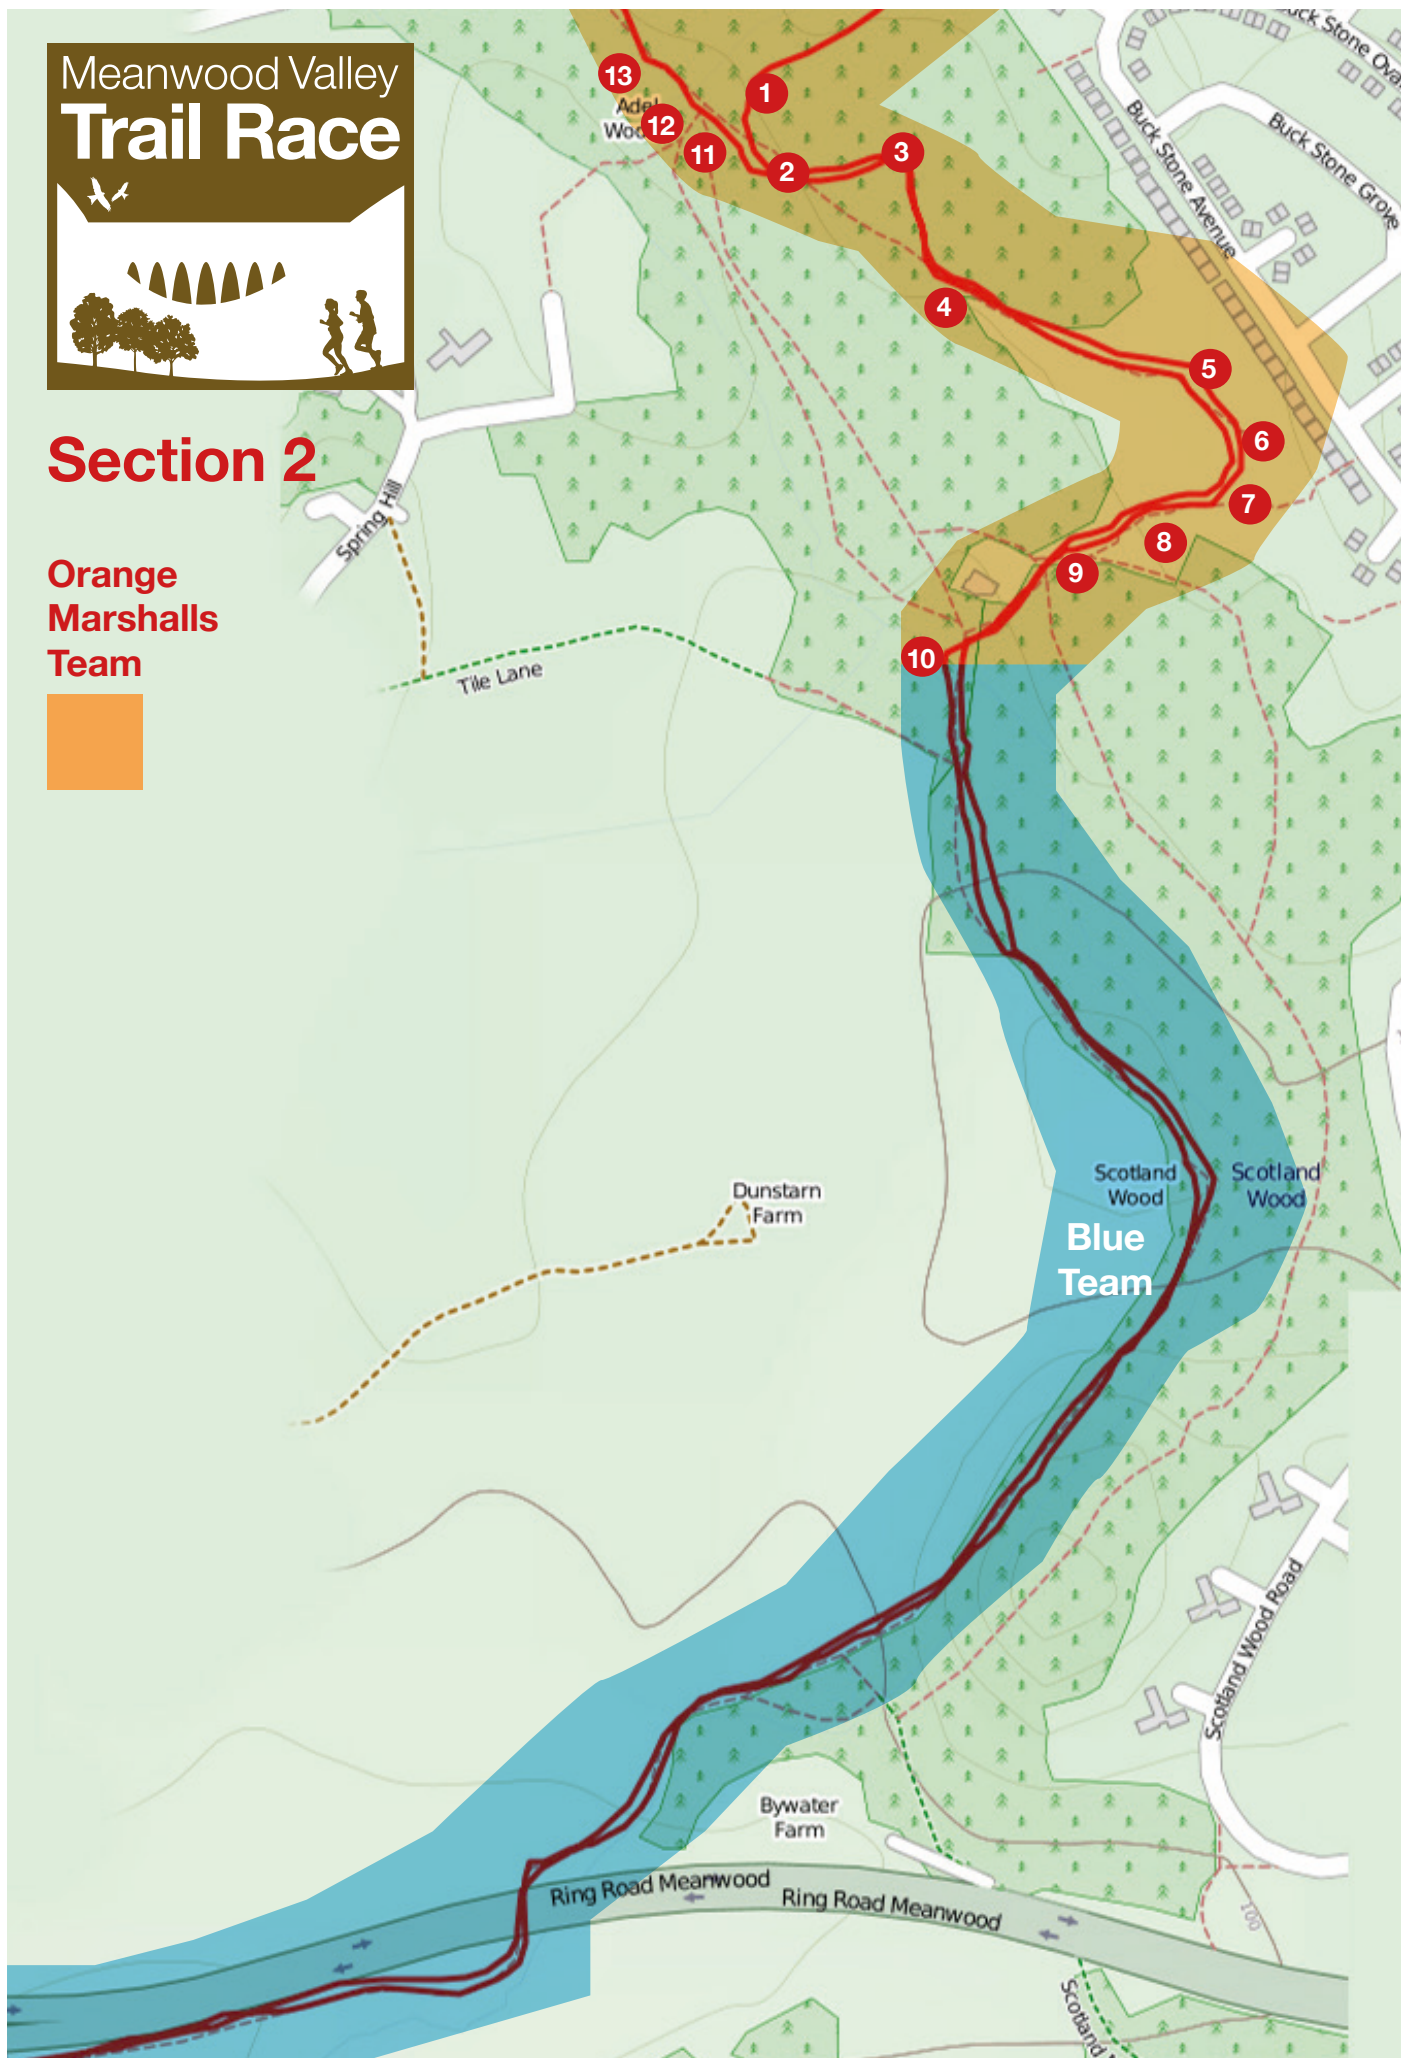 Meanwood Valley
Trail Race
Section 2
Orange
Marshalls
Team
13
12
11
1
2
3
4
5
6
7
8
9
10
Buck Stone Avenue
Buck Stone Grove
Spring Hill
Tile Lane
Dunstarn
Farm
Scotland
Wood
Scotland
Wood
Blue
Team
Scotland Wood Road
Bywater
Farm
Ring Road Meanwood
Ring Road Meanwood
100
Scotland